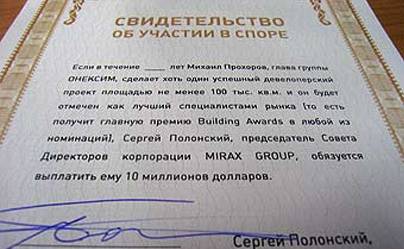 СВИДЕТЕЛЬСТВО
ОБ УЧАСТИИ В СПОРЕ
Если в течение ____ лет Михаил Прохоров, глава группы
ОНЕКСИМ, сделает хоть один успешный девелоперский
проект площадью не менее 100 тыс. кв.м. и он будет
отмечен как лучший специалистами рынка (то есть
получит главную премию Building Awards в любой из
номинаций), Сергей Полонский, председатель Совета
Директоров корпорации MIRAX GROUP, обязуется
выплатить ему 10 миллионов долларов.
Сергей Полонский,